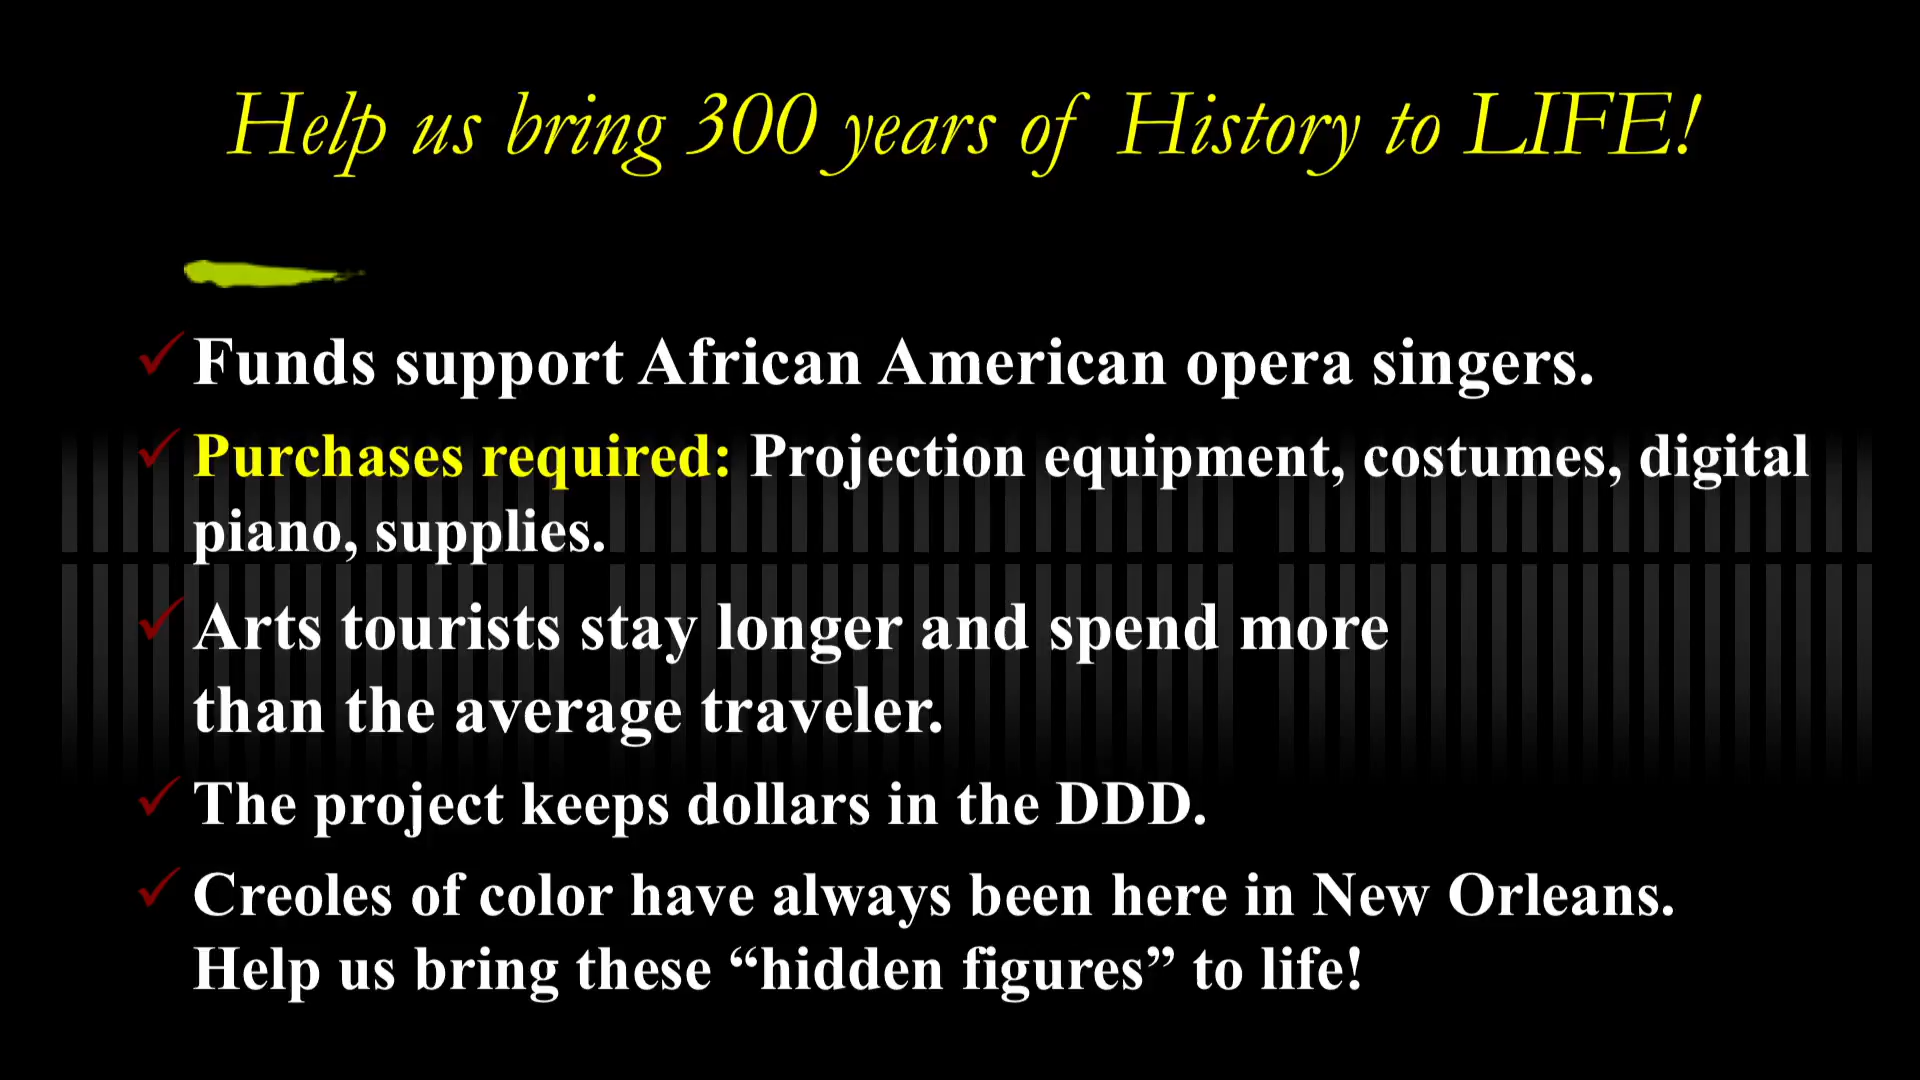 Help us bring 300 years of History to LIFE!
Funds support African American opera singers.
Purchases required: Projection equipment, costumes, digital
piano, supplies.
Arts tourists stay longer and spend more
than the average traveler.
The project keeps dollars in the DDD.
Creoles of color have always been here in New Orleans.
Help us bring these “hidden figures” to life!